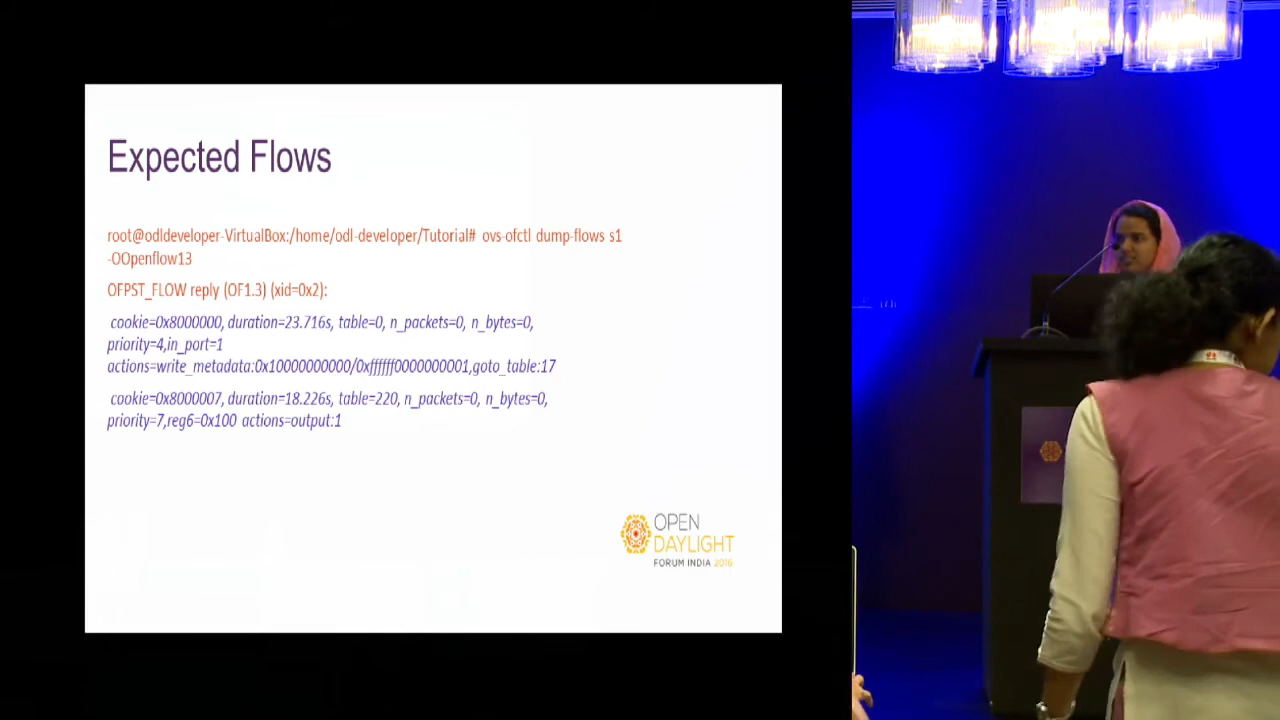 Expected Flows
root@odldeveloper-VirtualBox:/home/odl-developer/Tutorial# ovs-ofctl dump-flows s1
-OOpenflow13
OFPST_FLOW reply (OF1.3) (xid=0x2):
cookie=0x8000000, duration=23.716s, table=0, n_packets=0, n_bytes=0,
priority=4,in_port=1
actions=write_metadata:0x10000000000/0xffffff0000000001,goto_table:17
cookie=0x8000007, duration=18.226s, table=220, n_packets=0, n_bytes=0,
priority=7,reg6=0x100 actions=output:1
OPEN
DAYLIGHT
FORUM INDIA 2016